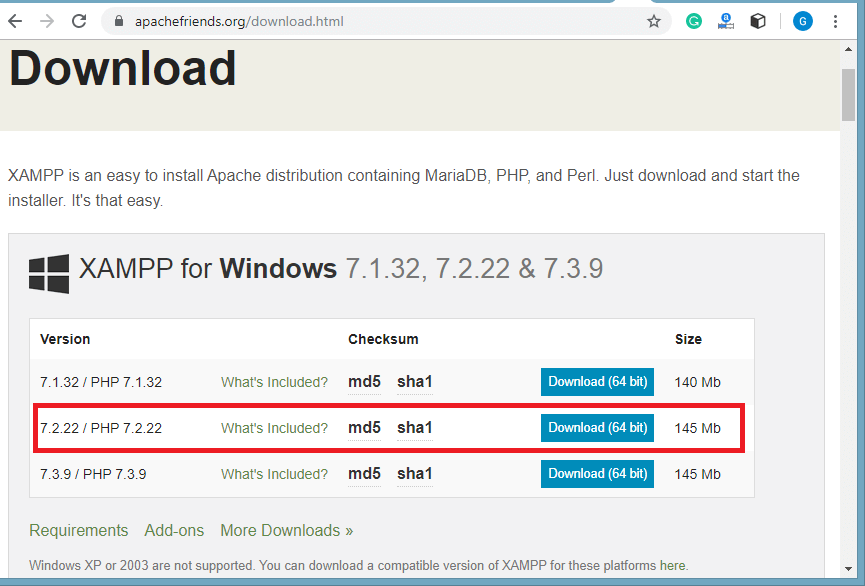 apachefriends.org/download.html
G
a
G
Download
XAMPP is an easy to install Apache distribution containing MariaDB, PHP, and Perl. Just download and start the
installer. It's that easy.
XAMPP for Windows 7.1.32, 7.2.22 & 7.3.9
Version Checksum Size
7.1.32 / PHP 7.1.32 What's Included? md5 sha1 Download (64 bit) 140 Mb
7.2.22 / PHP 7.2.22 What's Included? md5 sha1 Download (64 bit) 145 Mb
7.3.9 / PHP 7.3.9 What's Included? md5 sha1 Download (64 bit) 145 Mb
Requirements Add-ons More Downloads »
Windows XP or 2003 are not supported. You can download a compatible version of XAMPP for these platforms here.